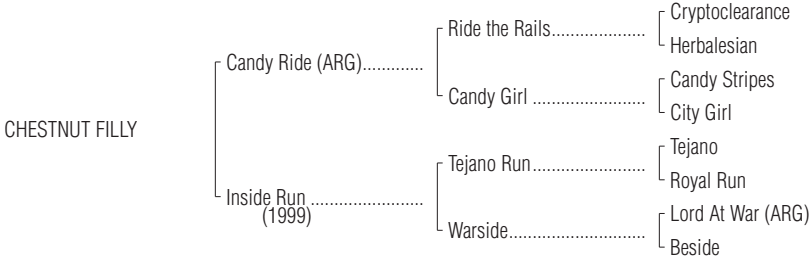 Cryptoclearance
Ride the Rails....................
Herbalesian
Candy Ride (ARG).............
Candy Stripes
Candy Girl ........................
City Girl
CHESTNUT FILLY
Tejano
Tejano Run........................
Royal Run
Inside Run ........................
(1999)
Lord At War (ARG)
Warside.............................
Beside